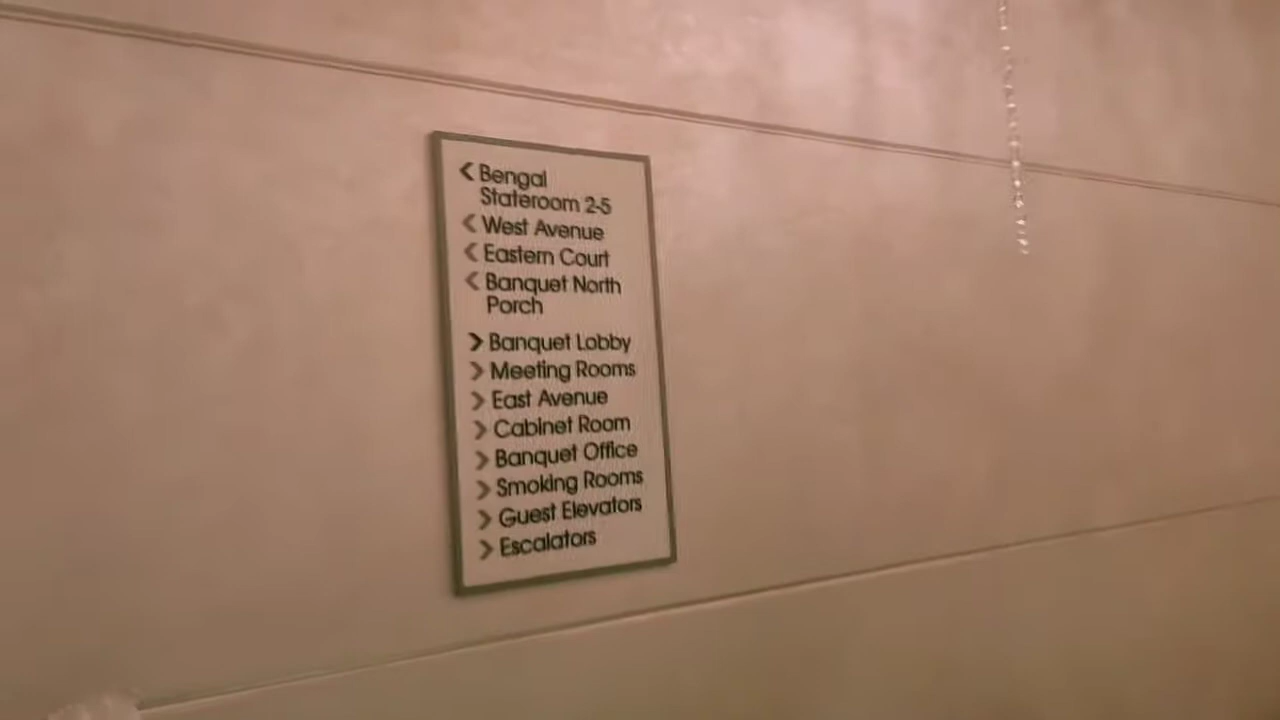 < Bengal
Stateroom 2-5
< West Avenue
< Eastern Court
< Banquet North
Porch
> Banquet Lobby
> Meeting Rooms
> East Avenue
> Cabinet Room
> Banquet Office
> Smoking Rooms
> Guest Elevators
> Escalators